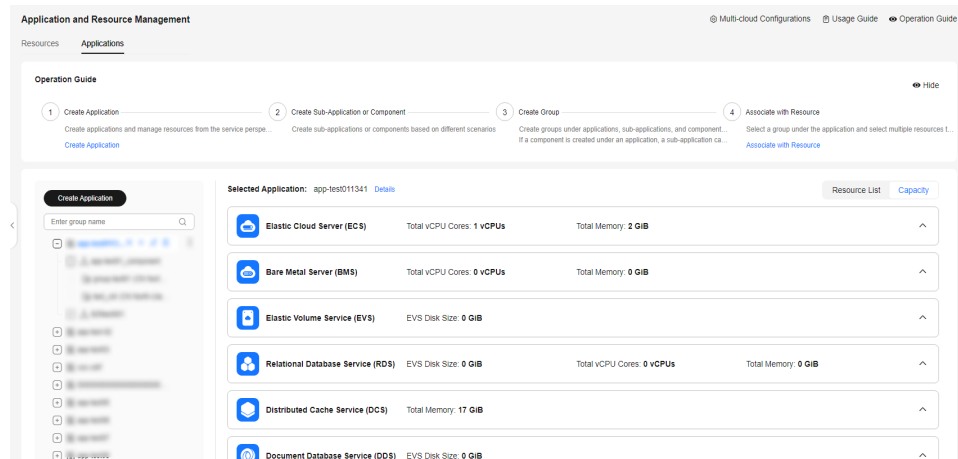 Application and Resource Management
Multi-cloud Configurations Usage Guide Operation Guide
Resources Applications
Operation Guide
Hide
1 Create Application 2 Create Sub-Application or Component 3 Create Group 4 Associate with Resource
Create applications and manage resources from the service perspe... Create sub-applications or components based on different scenarios Create groups under applications, sub-applications, and component... Select a group under the application and select multiple resources t...
If a component is created under an application, a sub-application ca...
Create Application Associate with Resource
Create Application
Selected Application: app-test011341 Details
Resource List Capacity
Enter group name
Elastic Cloud Server (ECS) Total vCPU Cores: 1 vCPUs Total Memory: 2 GiB
Bare Metal Server (BMS) Total vCPU Cores: 0 vCPUs Total Memory: 0 GiB
Elastic Volume Service (EVS) EVS Disk Size: 0 GiB
Relational Database Service (RDS) EVS Disk Size: 0 GiB Total vCPU Cores: 0 vCPUs Total Memory: 0 GiB
Distributed Cache Service (DCS) Total Memory: 17 GiB
Document Database Service (DDS) EVS Disk Size: 0 GiB